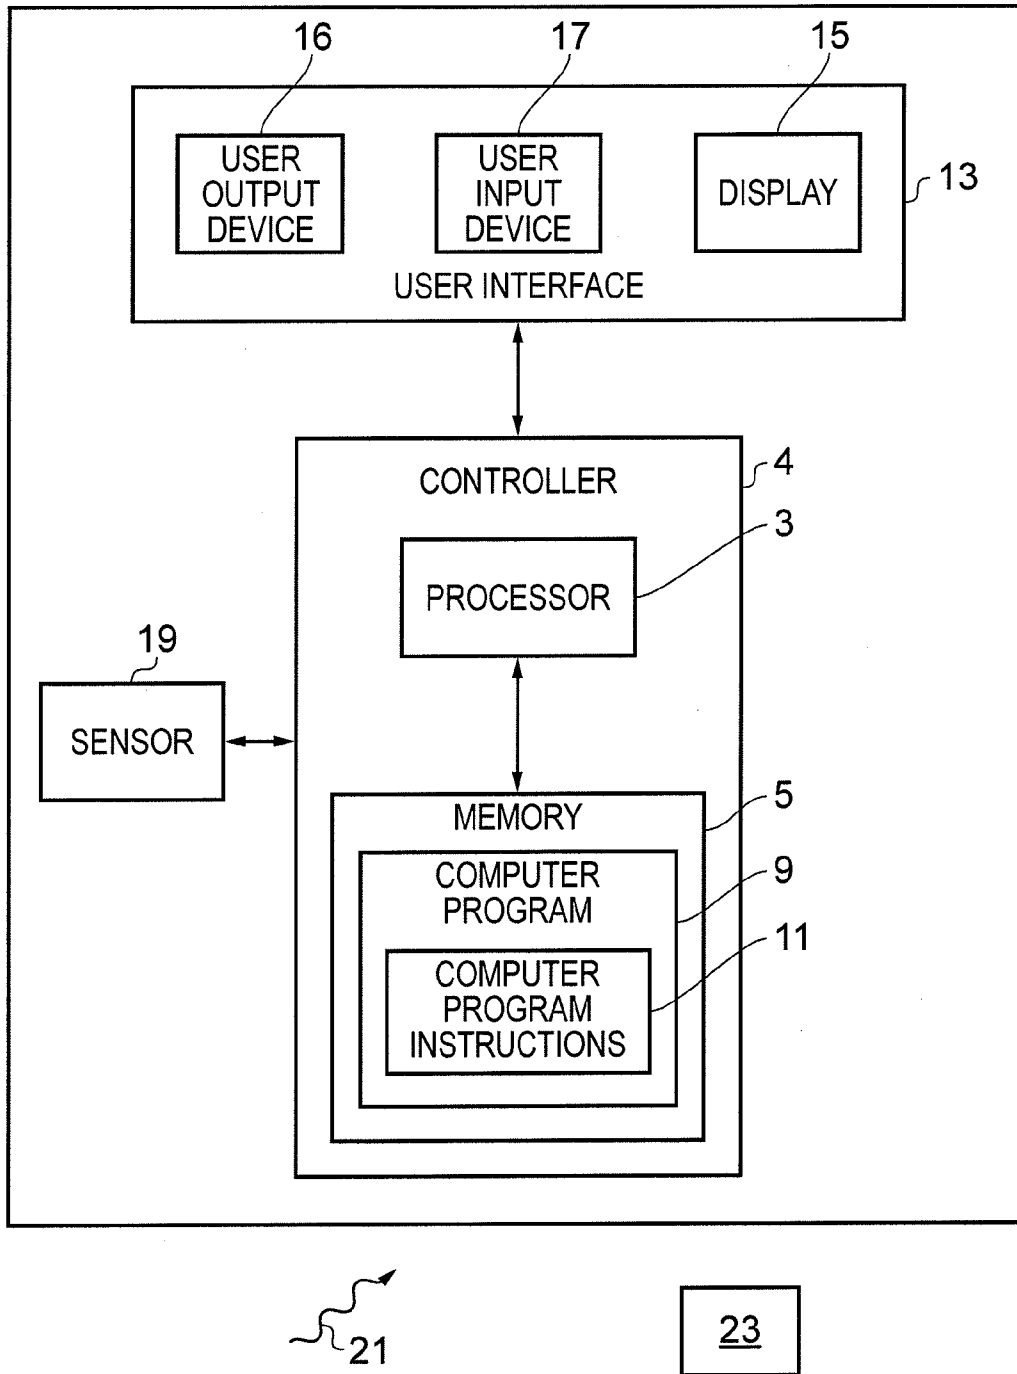 16
17
15
USER
OUTPUT
DEVICE
USER
INPUT
DEVICE
DISPLAY
13
USER INTERFACE
CONTROLLER
4
3
PROCESSOR
19
SENSOR
MEMORY
5
COMPUTER
PROGRAM
9
COMPUTER
PROGRAM
INSTRUCTIONS
11
21
23